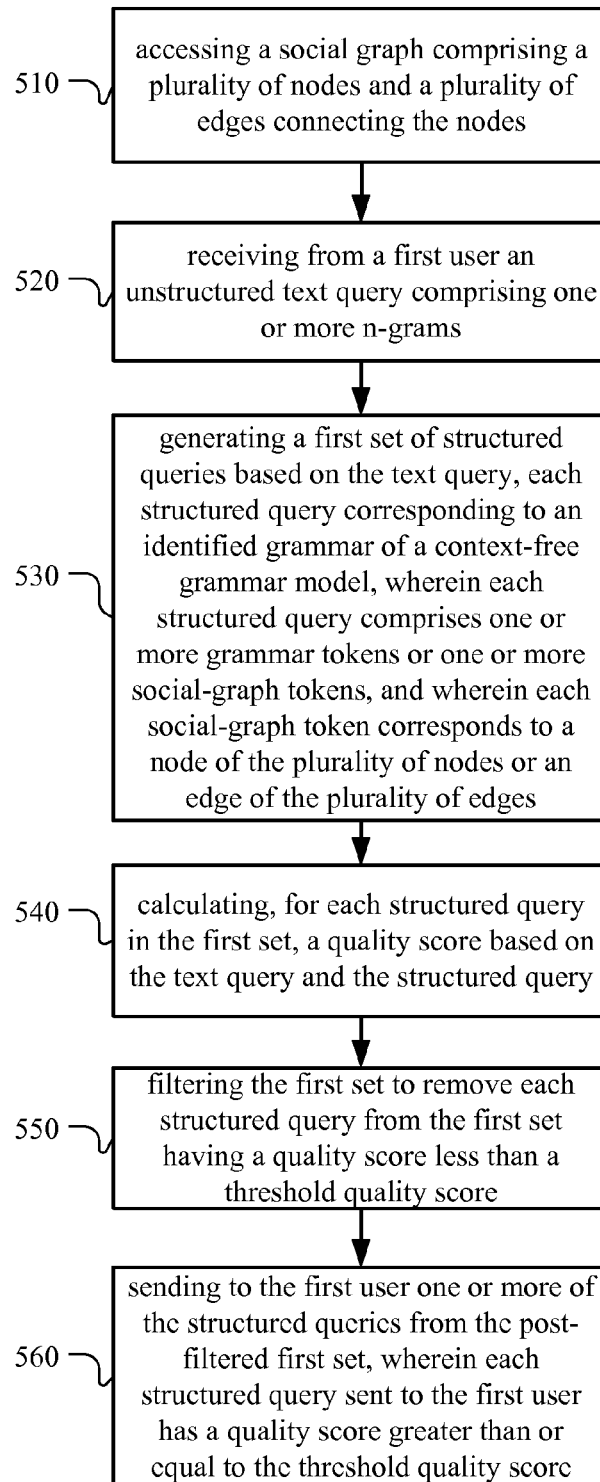 510
accessing a social graph comprising a
plurality of nodes and a plurality of
edges connecting the nodes
520
receiving from a first user an
unstructured text query comprising one
or more n-grams
530
generating a first set of structured
queries based on the text query, each
structured query corresponding to an
identified grammar of a context-free
grammar model, wherein each
structured query comprises one or
more grammar tokens or one or more
social-graph tokens, and wherein each
social-graph token corresponds to a
node of the plurality of nodes or an
edge of the plurality of edges
540
calculating, for each structured query
in the first set, a quality score based on
the text query and the structured query
550
filtering the first set to remove each
structured query from the first set
having a quality score less than a
threshold quality score
560
sending to the first user one or more of
the structured queries from the post-
filtered first set, wherein each
structured query sent to the first user
has a quality score greater than or
equal to the threshold quality score